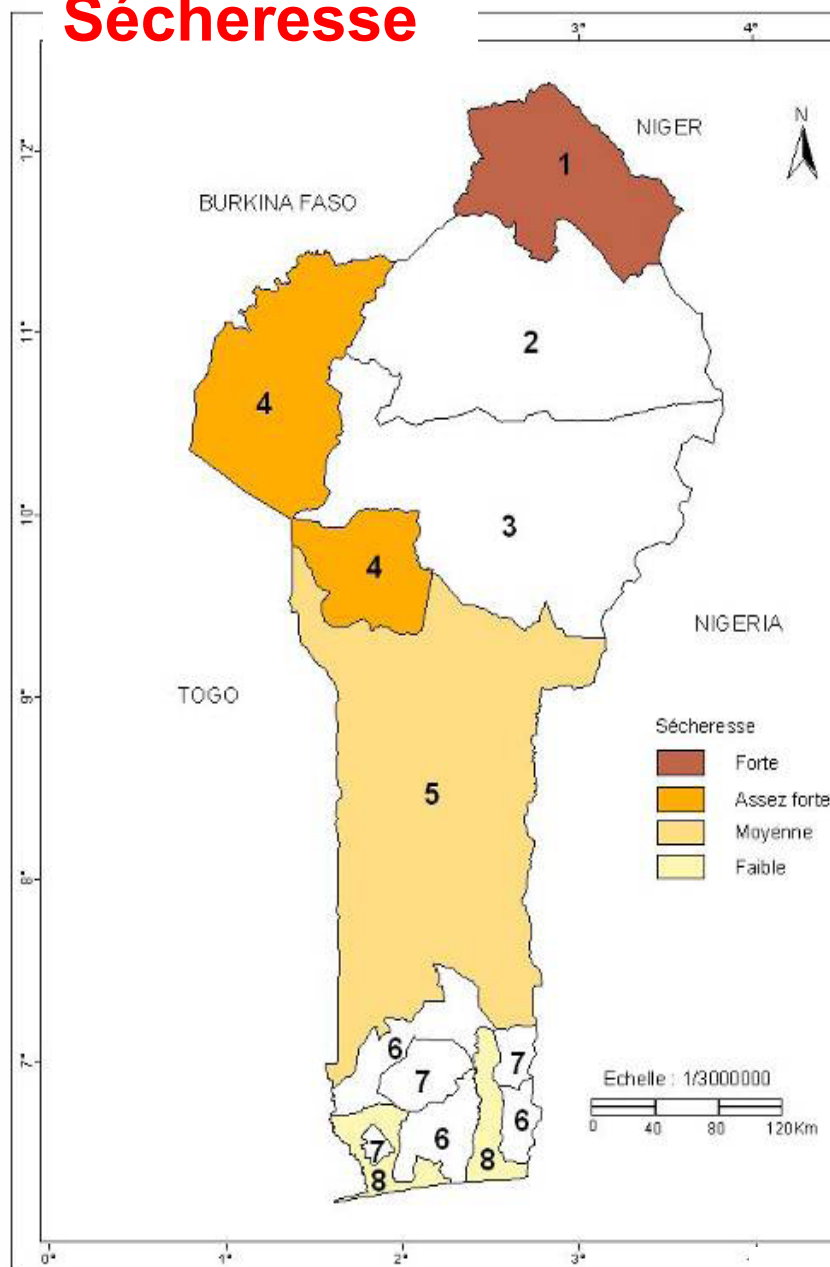 Sécheresse
3° 4°
N
NIGER
12°
1
BURKINA FASO
11°
2
4
10°
3
4
NIGERIA
TOGO
9°
Sécheresse
Forte
5
Assez forte
Moyenne
8°
Faible
6
7
7°
7
Echelle : 1/3000000
6
6
0 40 80 120Km
7
8
8
0° 1° 2° 3° 4°